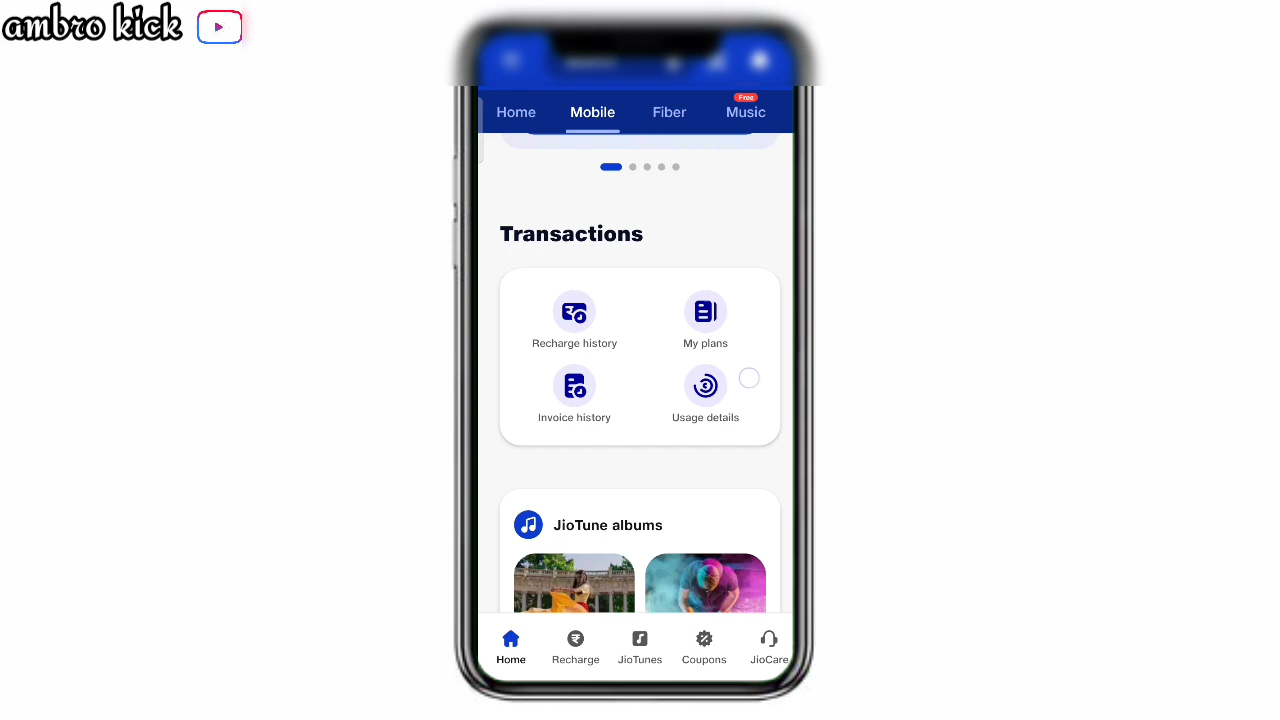 ambro kick
Home Mobile Fiber Music
Free
Transactions
Recharge history My plans
Invoice history Usage details
JioTune albums
Home Recharge JioTunes Coupons JioCare